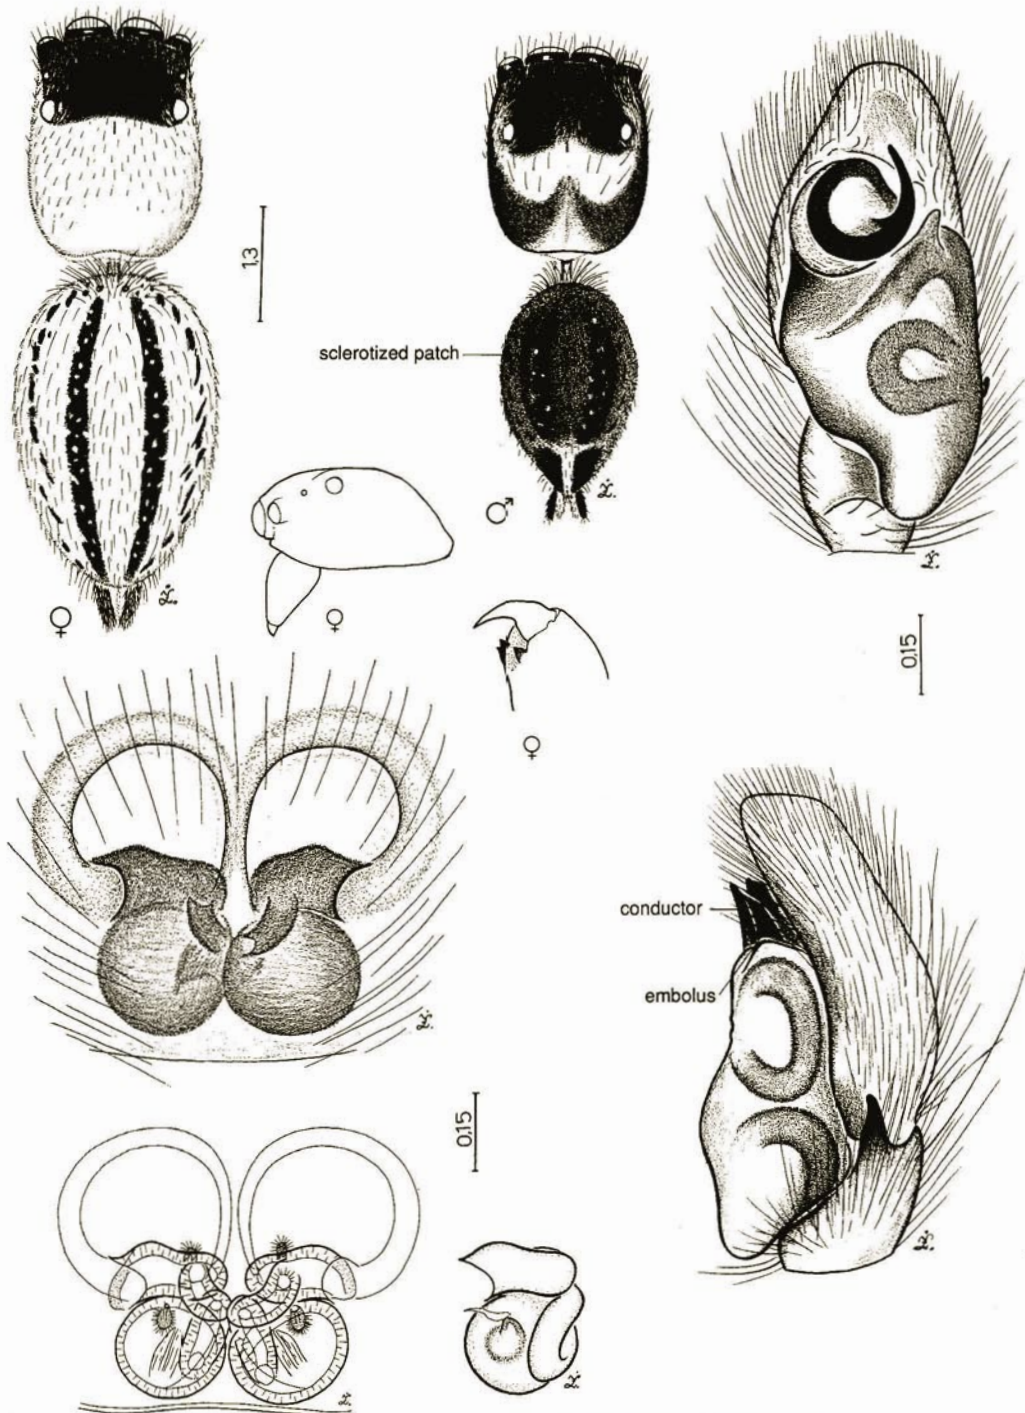 1,3
sclerotized patch
♂
♀
♀
0,15
♀
conductor
embolus
0,15